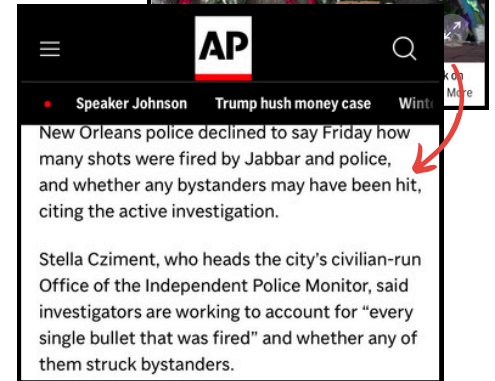 AP
k on
More
Speaker Johnson Trump hush money case Wint
New Orleans police declined to say Friday how
many shots were fired by Jabbar and police,
and whether any bystanders may have been hit,
citing the active investigation.
Stella Cziment, who heads the city’s civilian-run
Office of the Independent Police Monitor, said
investigators are working to account for “every
single bullet that was fired” and whether any of
them struck bystanders.